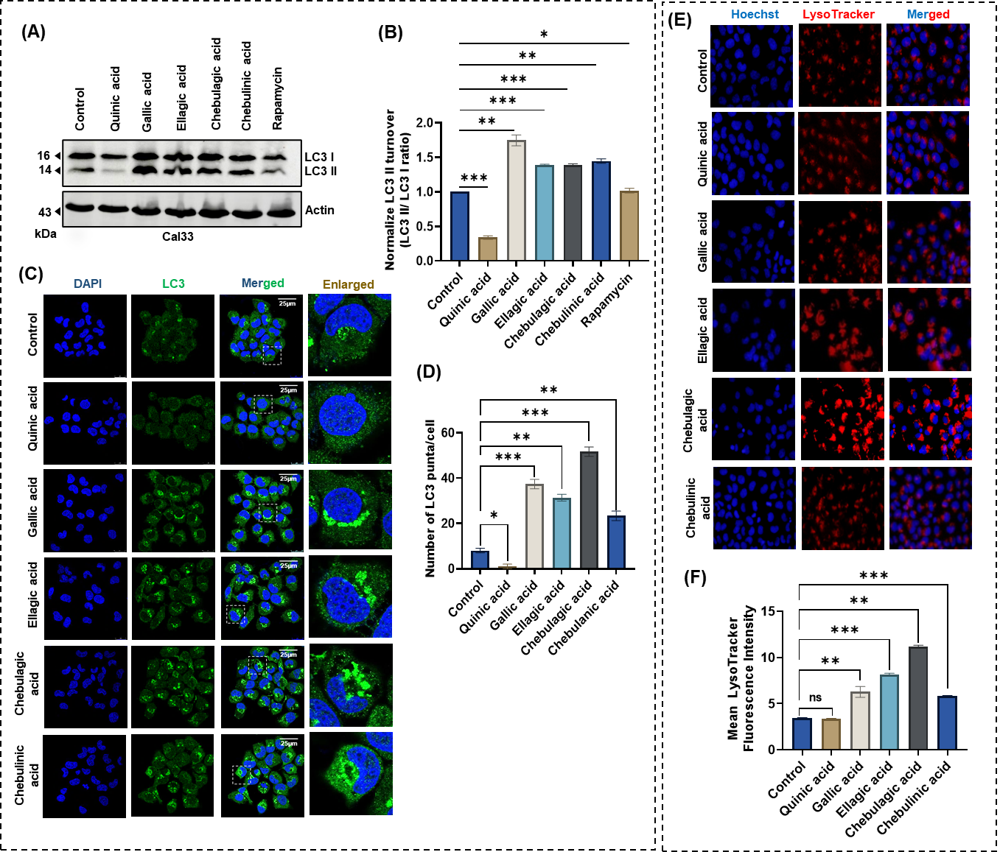 (A)
Control
Quinic acid
Gallic acid
Ellagic acid
Chebulagic acid
Chebulinic acid
Rapamycin
16
14
LC3 I
LC3 II
43
Actin
kDa
Cal33
(B)
*
**
***
***
**
***
Normalize LC3 II turnover
(LC3 II/ LC3 I ratio)
2.0
1.5
1.0
0.5
0.0
Control
Quinic acid
Gallic acid
Ellagic acid
Chebulagic acid
Chebulinic acid
Rapamycin
(C)
DAPI
LC3
Merged
Enlarged
Control
25µm
Quinic acid
25µm
Gallic acid
25µm
Ellagic acid
25µm
Chebulagic
acid
25µm
Chebulinic
acid
25µm
(D)
**
***
**
***
*
Number of LC3 punta/cell
60
40
20
0
Control
Quinic acid
Gallic acid
Ellagic acid
Chebulagic acid
Chebulanic acid
(E)
Hoechst
LysoTracker
Merged
Control
Quinic acid
Gallic acid
Ellagic acid
Chebulagic
acid
Chebulinic
acid
(F)
***
**
***
**
ns
Mean LysoTracker
Fluorescence Intensity
15
10
5
0
Control
Quinic acid
Gallic acid
Ellagic acid
Chebulagic acid
Chebulinic acid